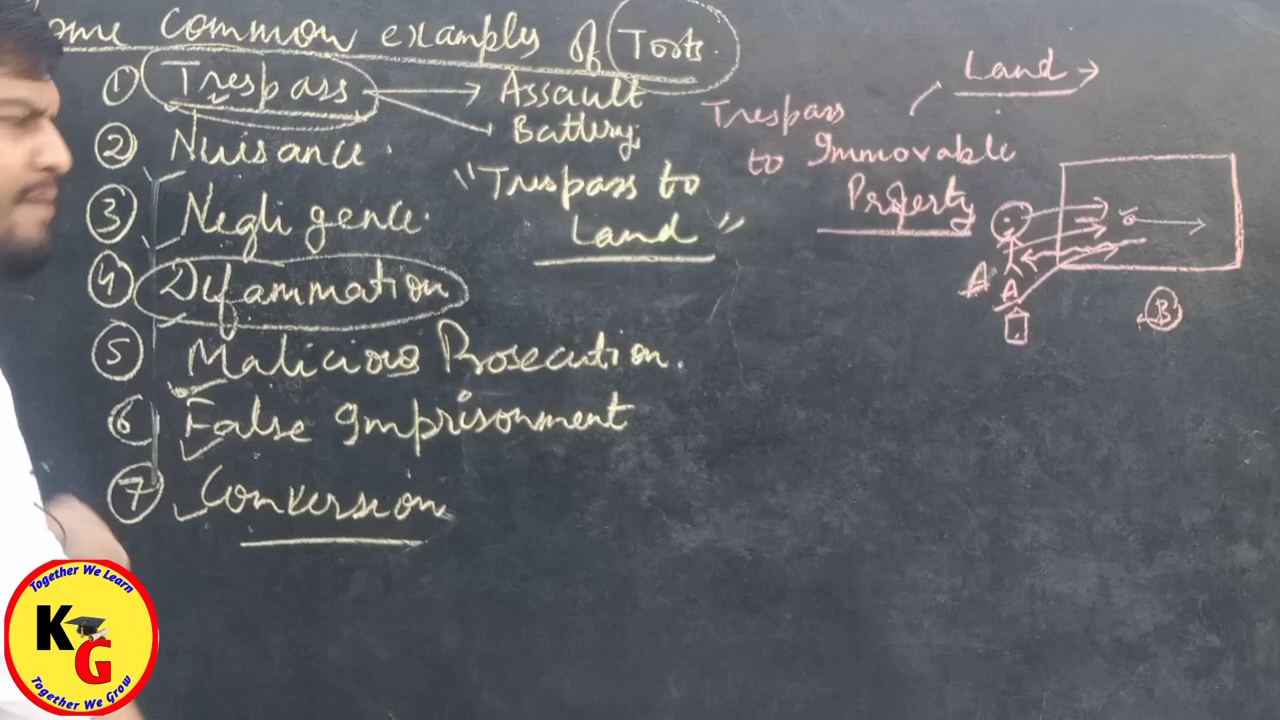 ome common examples of Torts.
① Trespass → Assault
Battery.
② Nuisance.
"Trespass to
Land"
③ Negligence.
④ Defammation
⑤ Malicious Prosecution.
⑥ False Imprisonment
⑦ Conversion
Land →
Trespass
to Immovable
Property
A
A
B
Together We Learn
KG
Together We Grow